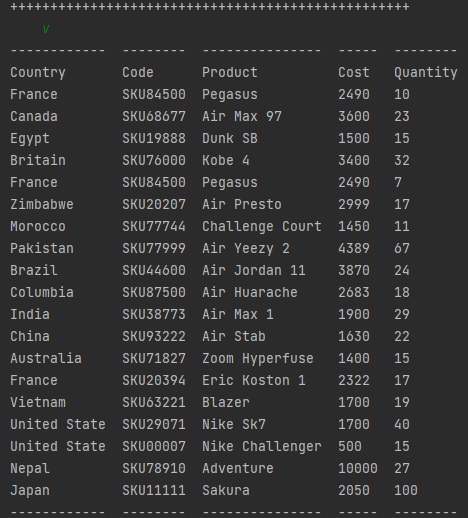 ++++++++++++++++++++++++++++++++++++++++++++++++++
v
------------  --------  ---------------  -----  --------
Country       Code      Product          Cost   Quantity
France        SKU84500  Pegasus          2490   10
Canada        SKU68677  Air Max 97       3600   23
Egypt         SKU19888  Dunk SB          1500   15
Britain       SKU76000  Kobe 4           3400   32
France        SKU84500  Pegasus          2490   7
Zimbabwe      SKU20207  Air Presto       2999   17
Morocco       SKU77744  Challenge Court  1450   11
Pakistan      SKU77999  Air Yeezy 2      4389   67
Brazil        SKU44600  Air Jordan 11    3870   24
Columbia      SKU87500  Air Huarache     2683   18
India         SKU38773  Air Max 1        1900   29
China         SKU93222  Air Stab         1630   22
Australia     SKU71827  Zoom Hyperfuse   1400   15
France        SKU20394  Eric Koston 1    2322   17
Vietnam       SKU63221  Blazer           1700   19
United State  SKU29071  Nike Sk7         1700   40
United State  SKU00007  Nike Challenger  500    15
Nepal         SKU78910  Adventure        10000  27
Japan         SKU11111  Sakura           2050   100
------------  --------  ---------------  -----  --------